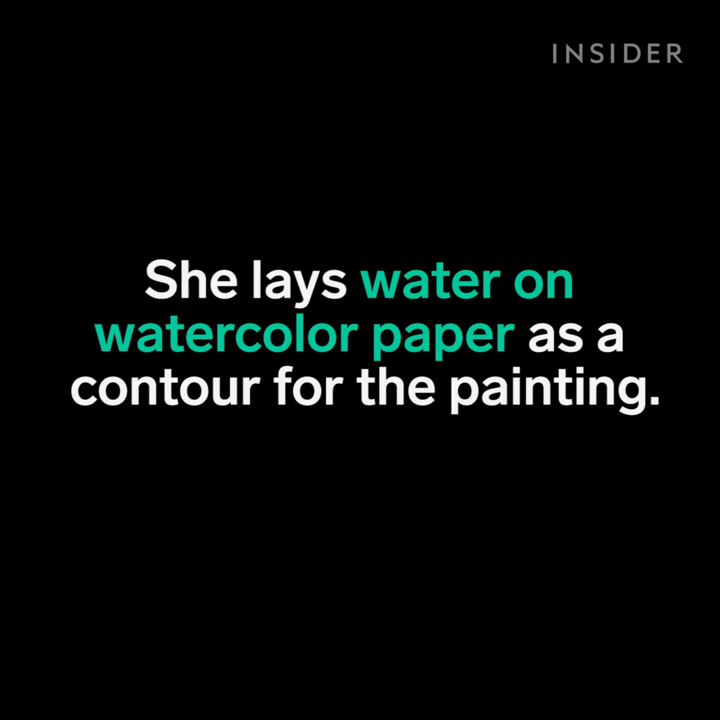 INSIDER
She lays water on
watercolor paper as a
contour for the painting.